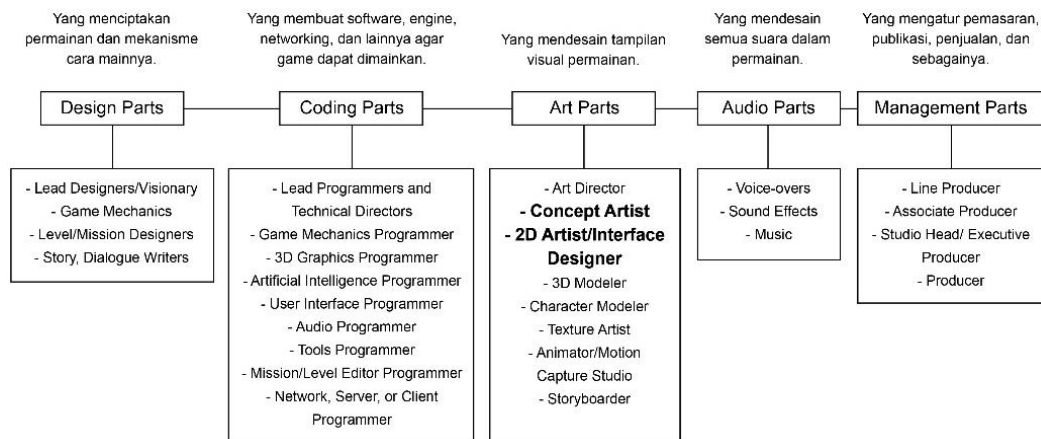 Yang menciptakan
permainan dan mekanisme
cara mainnya.
Yang membuat software, engine,
networking, dan lainnya agar
game dapat dimainkan.
Yang mendesain tampilan
visual permainan.
Yang mendesain
semua suara dalam
permainan.
Yang mengatur pemasaran,
publikasi, penjualan, dan
sebagainya.
Design Parts
Coding Parts
Art Parts
Audio Parts
Management Parts
- Lead Designers/Visionary
- Game Mechanics
- Level/Mission Designers
- Story, Dialogue Writers
- Lead Programmers and
Technical Directors
- Game Mechanics Programmer
- 3D Graphics Programmer
- Artificial Intelligence Programmer
- User Interface Programmer
- Audio Programmer
- Tools Programmer
- Mission/Level Editor Programmer
- Network, Server, or Client
Programmer
- Art Director
- Concept Artist
- 2D Artist/Interface
Designer
- 3D Modeler
- Character Modeler
- Texture Artist
- Animator/Motion
Capture Studio
- Storyboarder
- Voice-overs
- Sound Effects
- Music
- Line Producer
- Associate Producer
- Studio Head/ Executive
Producer
- Producer